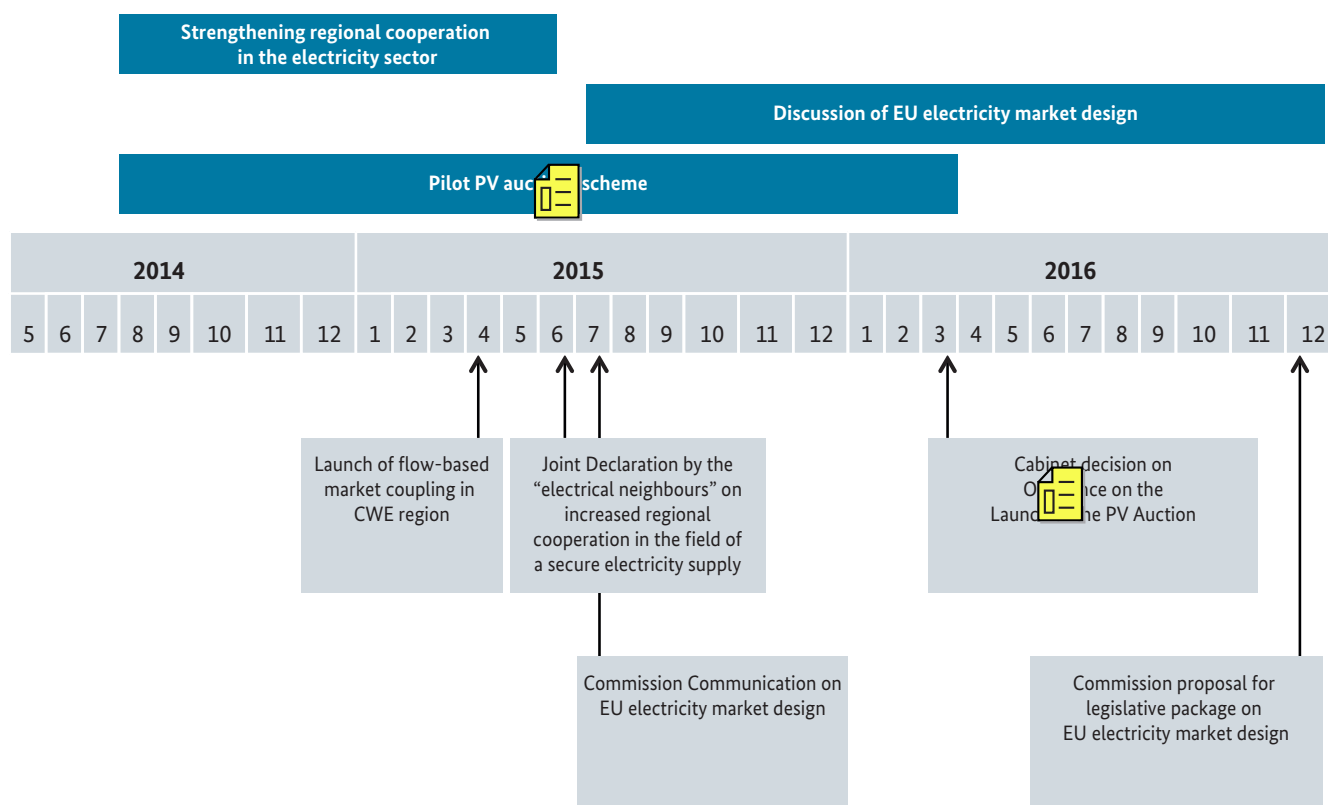 Strengthening regional cooperation
in the electricity sector
Discussion of EU electricity market design
Pilot PV scheme
2014 2015 2016
5 6 7 8 9 10 11 12 1 2 3 4 5 6 7 8 9 10 11 12 1 2 3 4 5 6 7 8 9 10 11 12
Launch of flow-based
market coupling in
CWE region
Joint Declaration by the
“electrical neighbours” on
increased regional
cooperation in the field of
a secure electricity supply
Cabinet decision on
on the
PV Auction
Commission Communication on
EU electricity market design
Commission proposal for
legislative package on
EU electricity market design